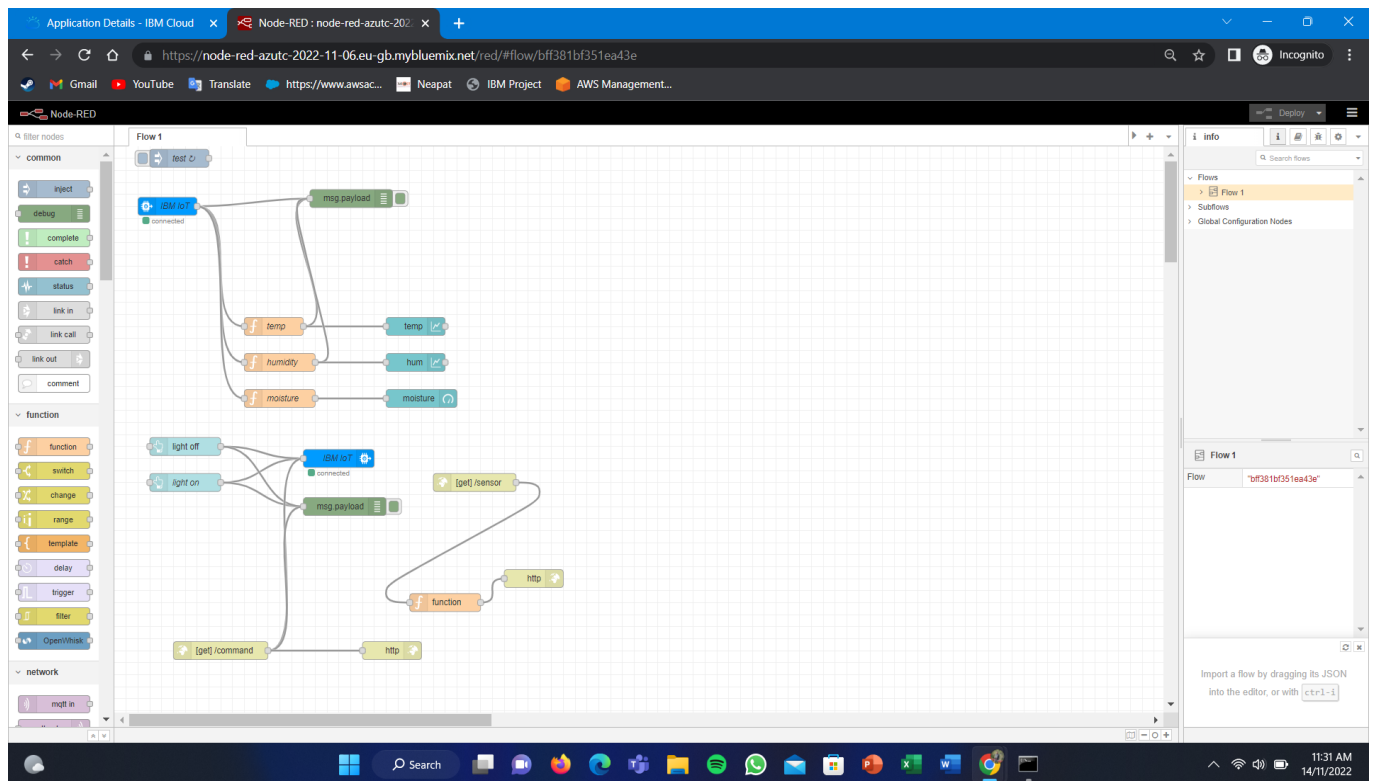 Application Details - IBM Cloud
Node-RED : node-red-azutc-202
https://node-red-azutc-2022-11-06.eu-gb.mybluemix.net/red/#flow/bff381bf351ea43e
Incognito
Gmail
YouTube
Translate
https://www.awsac...
Neapat
IBM Project
AWS Management...
Node-RED
Deploy
filter nodes
Flow 1
i info
i
Search flows
common
inject
debug
complete
catch
status
link in
link call
link out
comment
function
function
switch
change
range
template
delay
trigger
filter
OpenWhisk
network
mqtt in
test ↻
IBM IoT
connected
msg.payload
temp
temp
humidity
hum
moisture
moisture
light off
light on
IBM IoT
connected
msg.payload
[get] /sensor
http
function
[get] /command
http
Flows
Flow 1
Subflows
Global Configuration Nodes
Flow 1
Flow "bff381bf351ea43e"
Import a flow by dragging its JSON
into the editor, or with ctrl-i
Search
11:31 AM
14/11/2022